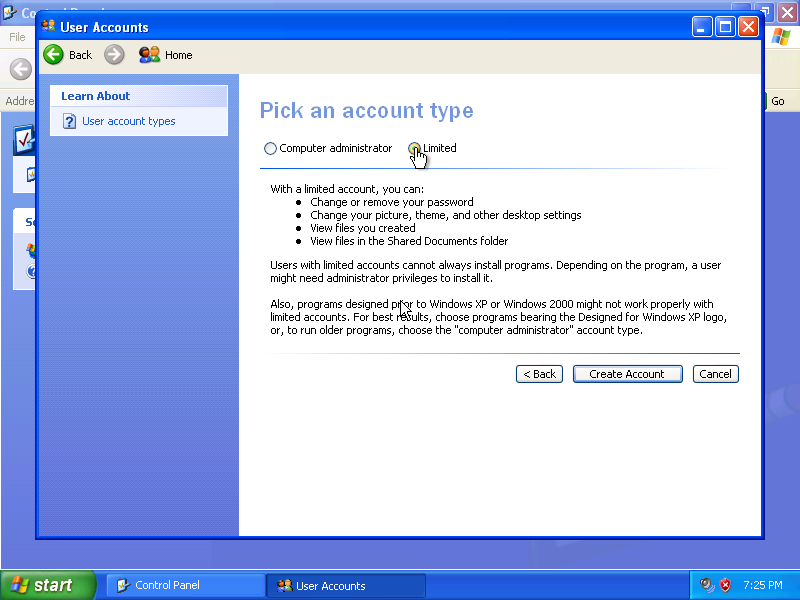 User Accounts
File
Back
Home
Addre
Go
Learn About
User account types
Pick an account type
Computer administrator
Limited
With a limited account, you can:
Change or remove your password
Change your picture, theme, and other desktop settings
View files you created
View files in the Shared Documents folder
Users with limited accounts cannot always install programs. Depending on the program, a user
might need administrator privileges to install it.
Also, programs designed prior to Windows XP or Windows 2000 might not work properly with
limited accounts. For best results, choose programs bearing the Designed for Windows XP logo,
or, to run older programs, choose the "computer administrator" account type.
< Back
Create Account
Cancel
start
Control Panel
User Accounts
7:25 PM